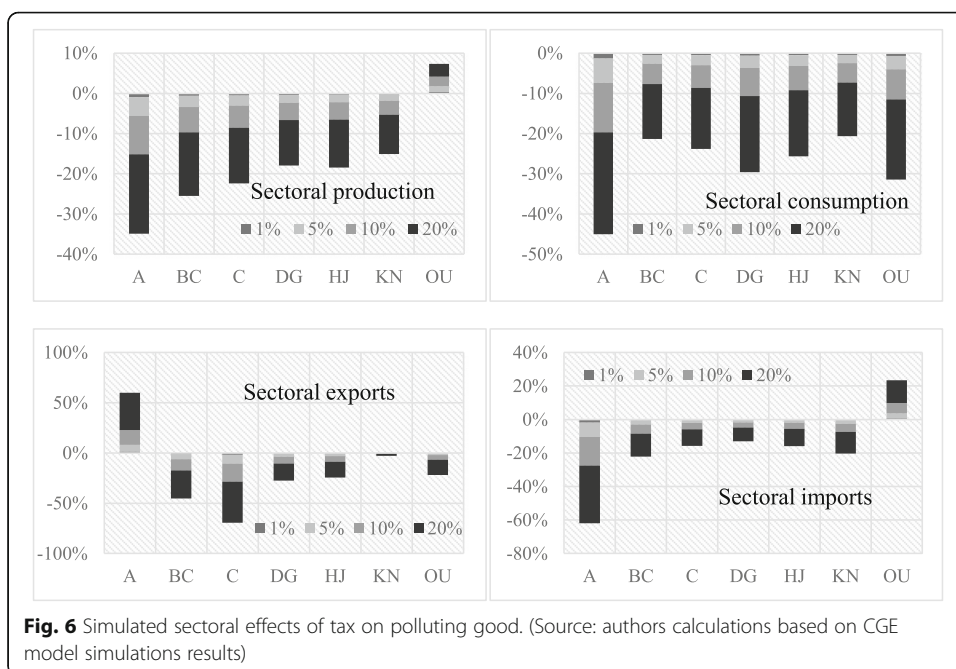 10%
0%
-10%
-20%
-30%
-40%
Sectoral production
1% 5% 10% 20%
A BC C DG HJ KN OU
0%
-10%
-20%
-30%
-40%
-50%
Sectoral consumption
1% 5% 10% 20%
A BC C DG HJ KN OU
100%
50%
0%
-50%
-100%
Sectoral exports
1% 5% 10% 20%
A BC C DG HJ KN OU
40%
20%
0%
-20%
-40%
-60%
-80%
1% 5% 10% 20%
Sectoral imports
A BC C DG HJ KN OU
Fig. 6 Simulated sectoral effects of tax on polluting good. (Source: authors calculations based on CGE
model simulations results)